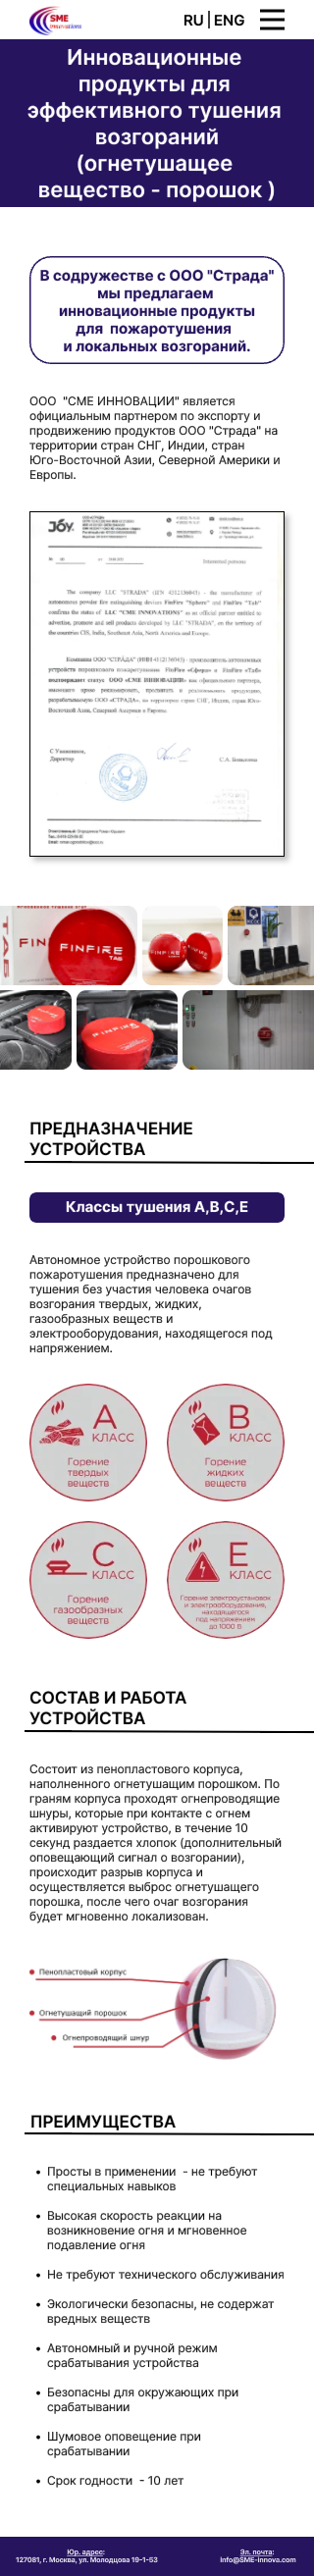 SME
RU | ENG
Инновационные
продукты для
эффективного тушения
возгораний
(огнетушащее
вещество - порошок )
В содружестве с ООО "Страда"
мы предлагаем
инновационные продукты
для пожаротушения
и локальных возгораний.
ООО "СМЕ ИННОВАЦИИ" является
официальным партнером по экспорту и
продвижению продуктов ООО "Страда" на
территории стран СНГ, Индии, стран
Юго-Восточной Азии, Северной Америки и
Европы.
JOY.
The company LLC "STRADA" is the manufacturer of
autonomous powder fire extinguishing devices FinFire "Sphere" and FinFire "Tab"
confirms the status of LLC "CME INNOVATIONS" as an official partner entitled to
advertise, promote and sell products developed by LLC "STRADA", on the territory of
the countries CIS, India, Southeast Asia, North America and Europe.
Компания ООО "СТРАДА" производитель автономных
устройств порошкового пожаротушения FinFire «Сфера» и FinFire «Таб»
подтверждает статус ООО «СМЕ ИННОВАЦИИ» как официального партнера,
имеющего право рекламировать, продвигать и реализовывать продукцию,
разрабатываемую ООО «СТРАДА», на территории стран СНГ, Индии, стран Юго-
Восточной Азии, Северной Америки и Европы.
С Уважением,
Директор
FINFIRE
ТАБ
FINFIRE
FINFIRE
ПРЕДНАЗНАЧЕНИЕ
УСТРОЙСТВА
Классы тушения A,B,C,E
Автономное устройство порошкового
пожаротушения предназначено для
тушения без участия человека очагов
возгорания твердых, жидких,
газообразных веществ и
электрооборудования, находящегося под
напряжением.
A
КЛАСС
Горение
твердых
веществ
B
КЛАСС
Горение
жидких
веществ
C
КЛАСС
Горение
газообразных
веществ
E
КЛАСС
Горение электроустановок
и электрооборудования,
находящегося
под напряжением
до 1000 В
СОСТАВ И РАБОТА
УСТРОЙСТВА
Состоит из пенопластового корпуса,
наполненного огнетушащим порошком. По
граням корпуса проходят огнепроводящие
шнуры, которые при контакте с огнем
активируют устройство, в течение 10
секунд раздается хлопок (дополнительный
оповещающий сигнал о возгорании),
происходит разрыв корпуса и
осуществляется выброс огнетушащего
порошка, после чего очаг возгорания
будет мгновенно локализован.
Пенопластовый корпус
Огнетушащий порошок
Огнепроводящий шнур
ПРЕИМУЩЕСТВА
• Просты в применении - не требуют
специальных навыков
• Высокая скорость реакции на
возникновение огня и мгновенное
подавление огня
• Не требуют технического обслуживания
• Экологически безопасны, не содержат
вредных веществ
• Автономный и ручной режим
срабатывания устройства
• Безопасны для окружающих при
срабатывании
• Шумовое оповещение при
срабатывании
• Срок годности - 10 лет
Юр. адрес:
127081, г. Москва, ул. Молодцова 19-1-53
Эл. почта:
info@SME-innova.com